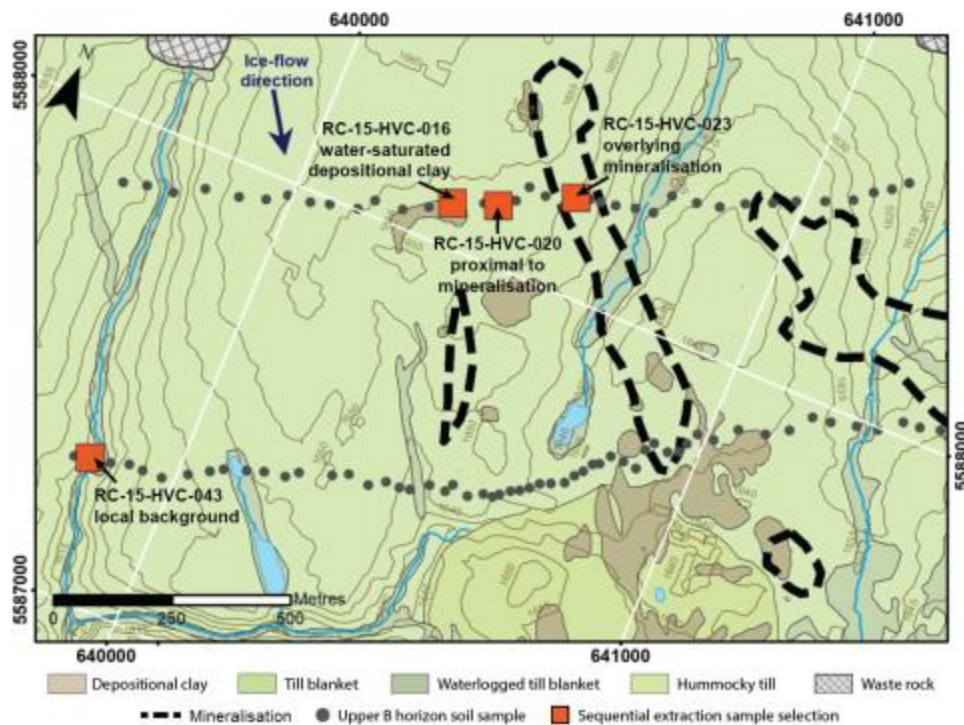 640000
641000
N
5588000
Ice-flow
direction
RC-15-HVC-016
water-saturated
depositional clay
RC-15-HVC-023
overlying
mineralisation
RC-15-HVC-020
proximal to
mineralisation
RC-15-HVC-043
local background
5588000
5587000
0
250
500
Metres
640000
641000
Depositional clay
Till blanket
Waterlogged till blanket
Hummocky till
Waste rock
Mineralisation
Upper B horizon soil sample
Sequential extraction sample selection